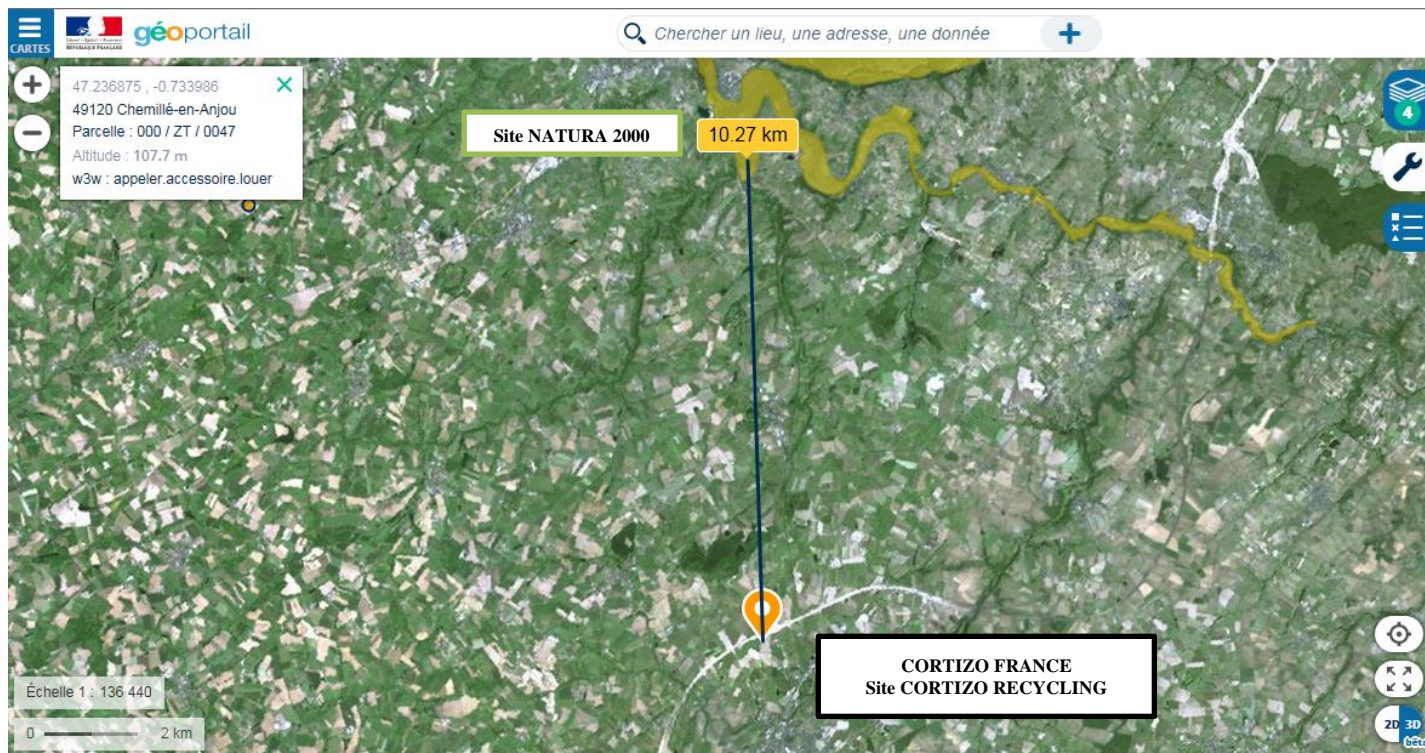 CARTES
RÉPUBLIQUE FRANÇAISE
géoportail
Chercher un lieu, une adresse, une donnée
47.236875 , -0.733986
49120 Chemillé-en-Anjou
Parcelle : 000 / ZT / 0047
Altitude : 107.7 m
w3w : appeler.accessoire.louer
Site NATURA 2000
10.27 km
4
CORTIZO FRANCE
Site CORTIZO RECYCLING
Échelle 1 : 136 440
0 2 km
2D 3D